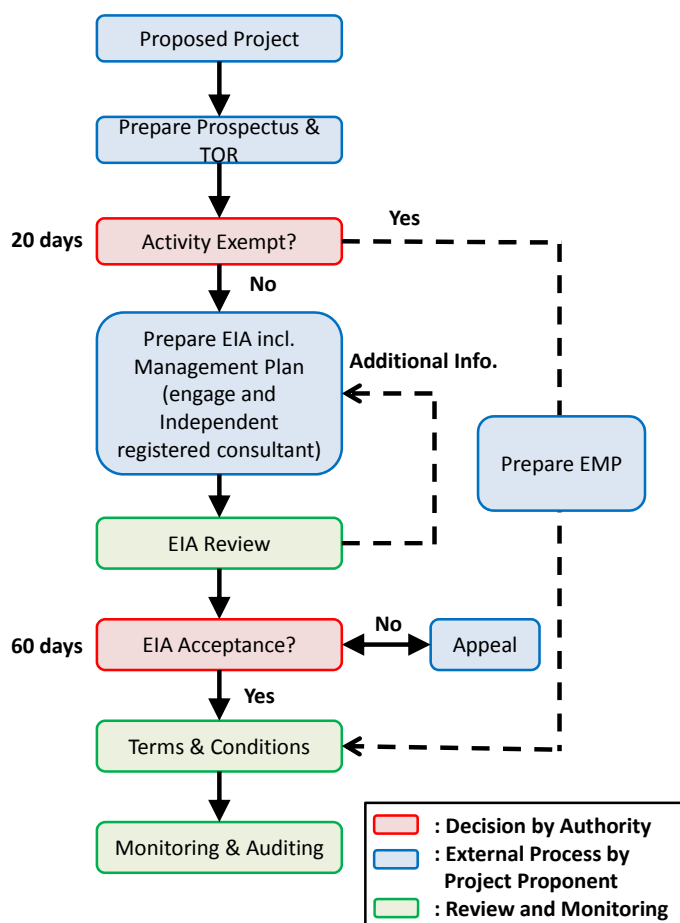 Proposed Project
Prepare Prospectus &
TOR
20 days
Activity Exempt?
Yes
No
Prepare EIA incl.
Management Plan
(engage and
Independent
registered consultant)
Additional Info.
Prepare EMP
EIA Review
60 days
EIA Acceptance?
No
Appeal
Yes
Terms & Conditions
Monitoring & Auditing
: Decision by Authority
: External Process by
Project Proponent
: Review and Monitoring